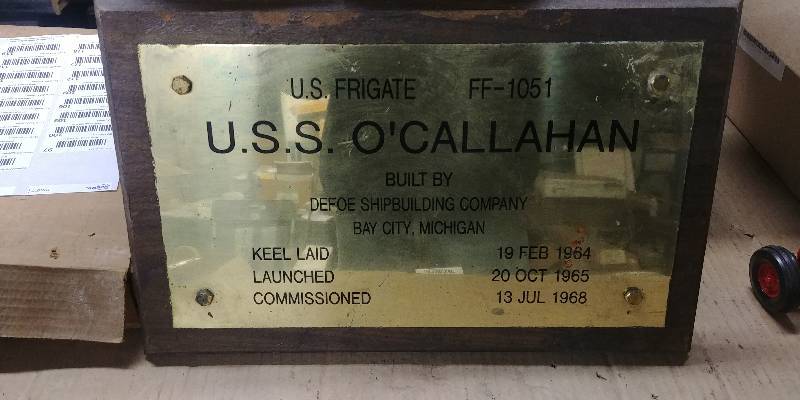 U.S. FRIGATE FF-1051
U.S.S. O'CALLAHAN
BUILT BY
DEFOE SHIPBUILDING COMPANY
BAY CITY, MICHIGAN
KEEL LAID 19 FEB 1964
LAUNCHED 20 OCT 1965
COMMISSIONED 13 JUL 1968